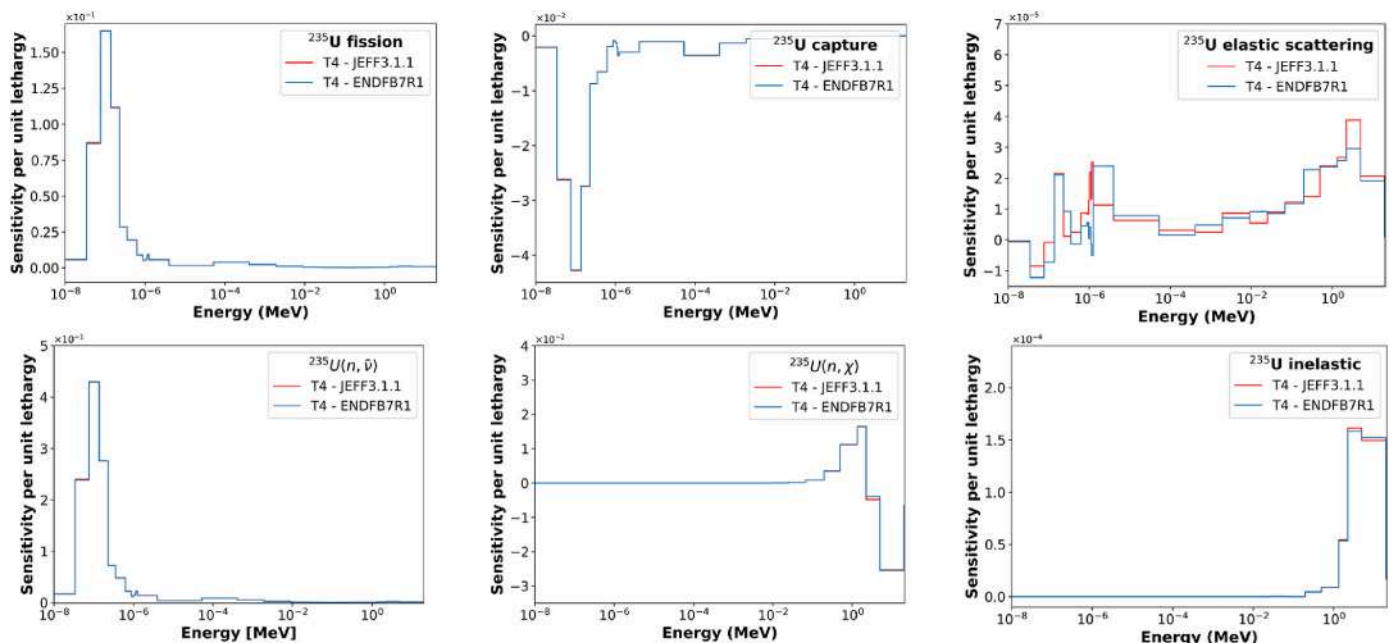 ×10⁻¹
Sensitivity per unit lethargy
1.50
1.25
1.00
0.75
0.50
0.25
0.00
²³⁵U fission
T4 - JEFF3.1.1
T4 - ENDFB7R1
10⁻⁸ 10⁻⁶ 10⁻⁴ 10⁻² 10⁰
Energy (MeV)
×10⁻²
Sensitivity per unit lethargy
0
−1
−2
−3
−4
²³⁵U capture
T4 - JEFF3.1.1
T4 - ENDFB7R1
10⁻⁸ 10⁻⁶ 10⁻⁴ 10⁻² 10⁰
Energy (MeV)
×10⁻⁵
Sensitivity per unit lethargy
7
6
5
4
3
2
1
0
−1
²³⁵U elastic scattering
T4 - JEFF3.1.1
T4 - ENDFB7R1
10⁻⁸ 10⁻⁶ 10⁻⁴ 10⁻² 10⁰
Energy (MeV)
×10⁻¹
Sensitivity per unit lethargy
5
4
3
2
1
0
²³⁵U(n, ν̄)
T4 - JEFF3.1.1
T4 - ENDFB7R1
10⁻⁸ 10⁻⁶ 10⁻⁴ 10⁻² 10⁰
Energy [MeV]
×10⁻²
Sensitivity per unit lethargy
4
3
2
1
0
−1
−2
−3
²³⁵U(n, χ)
T4 - JEFF3.1.1
T4 - ENDFB7R1
10⁻⁸ 10⁻⁶ 10⁻⁴ 10⁻² 10⁰
Energy (MeV)
×10⁻⁴
Sensitivity per unit lethargy
2.0
1.5
1.0
0.5
0.0
²³⁵U inelastic
T4 - JEFF3.1.1
T4 - ENDFB7R1
10⁻⁸ 10⁻⁶ 10⁻⁴ 10⁻² 10⁰
Energy (MeV)